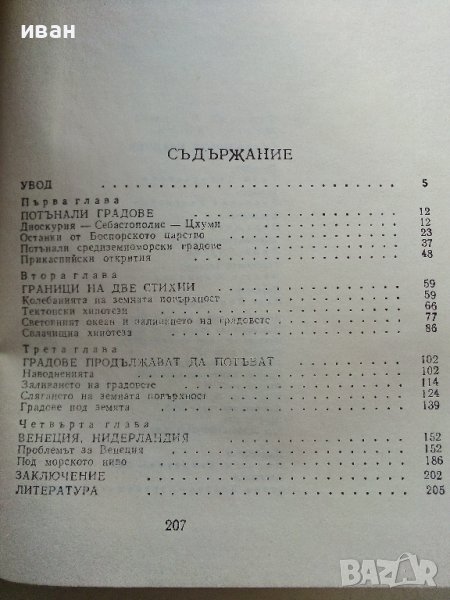 иван
СЪДЪРЖАНИЕ
УВОД . . . . . . . . . . . . . . . . 5
Първа глава
ПОТЪНАЛИ ГРАДОВЕ . . . . . . . . . . . . 12
Диоскурия — Себастополис — Цхуми . . . . . . . 12
Останки от Боспорското царство . . . . . . . . 23
Потънали средиземноморски градове . . . . . . . 37
Прикаспийски открития . . . . . . . . . . . 48
Втора глава
ГРАНИЦИ НА ДВЕ СТИХИИ . . . . . . . . . . 59
Колебанията на земната повърхност . . . . . . . 59
Тектонски хипотези . . . . . . . . . . . . 66
Световният океан и заливането на градовете . . . . . 77
Свлачищна хипотеза . . . . . . . . . . . . 86
Трета глава
ГРАДОВЕ ПРОДЪЛЖАВАТ ДА ПОТЪВАТ . . . . . . 102
Наводненията . . . . . . . . . . . . . . 102
Заливането на градовете . . . . . . . . . . 114
Слягането на земната повърхност . . . . . . . 124
Градове под земята . . . . . . . . . . . . 139
Четвърта глава
ВЕНЕЦИЯ, НИДЕРЛАНДИЯ . . . . . . . . . . 152
Проблемът за Венеция . . . . . . . . . . . 152
Под морското ниво . . . . . . . . . . . . 186
ЗАКЛЮЧЕНИЕ . . . . . . . . . . . . . . 202
ЛИТЕРАТУРА . . . . . . . . . . . . . . 205
207
BAZAR